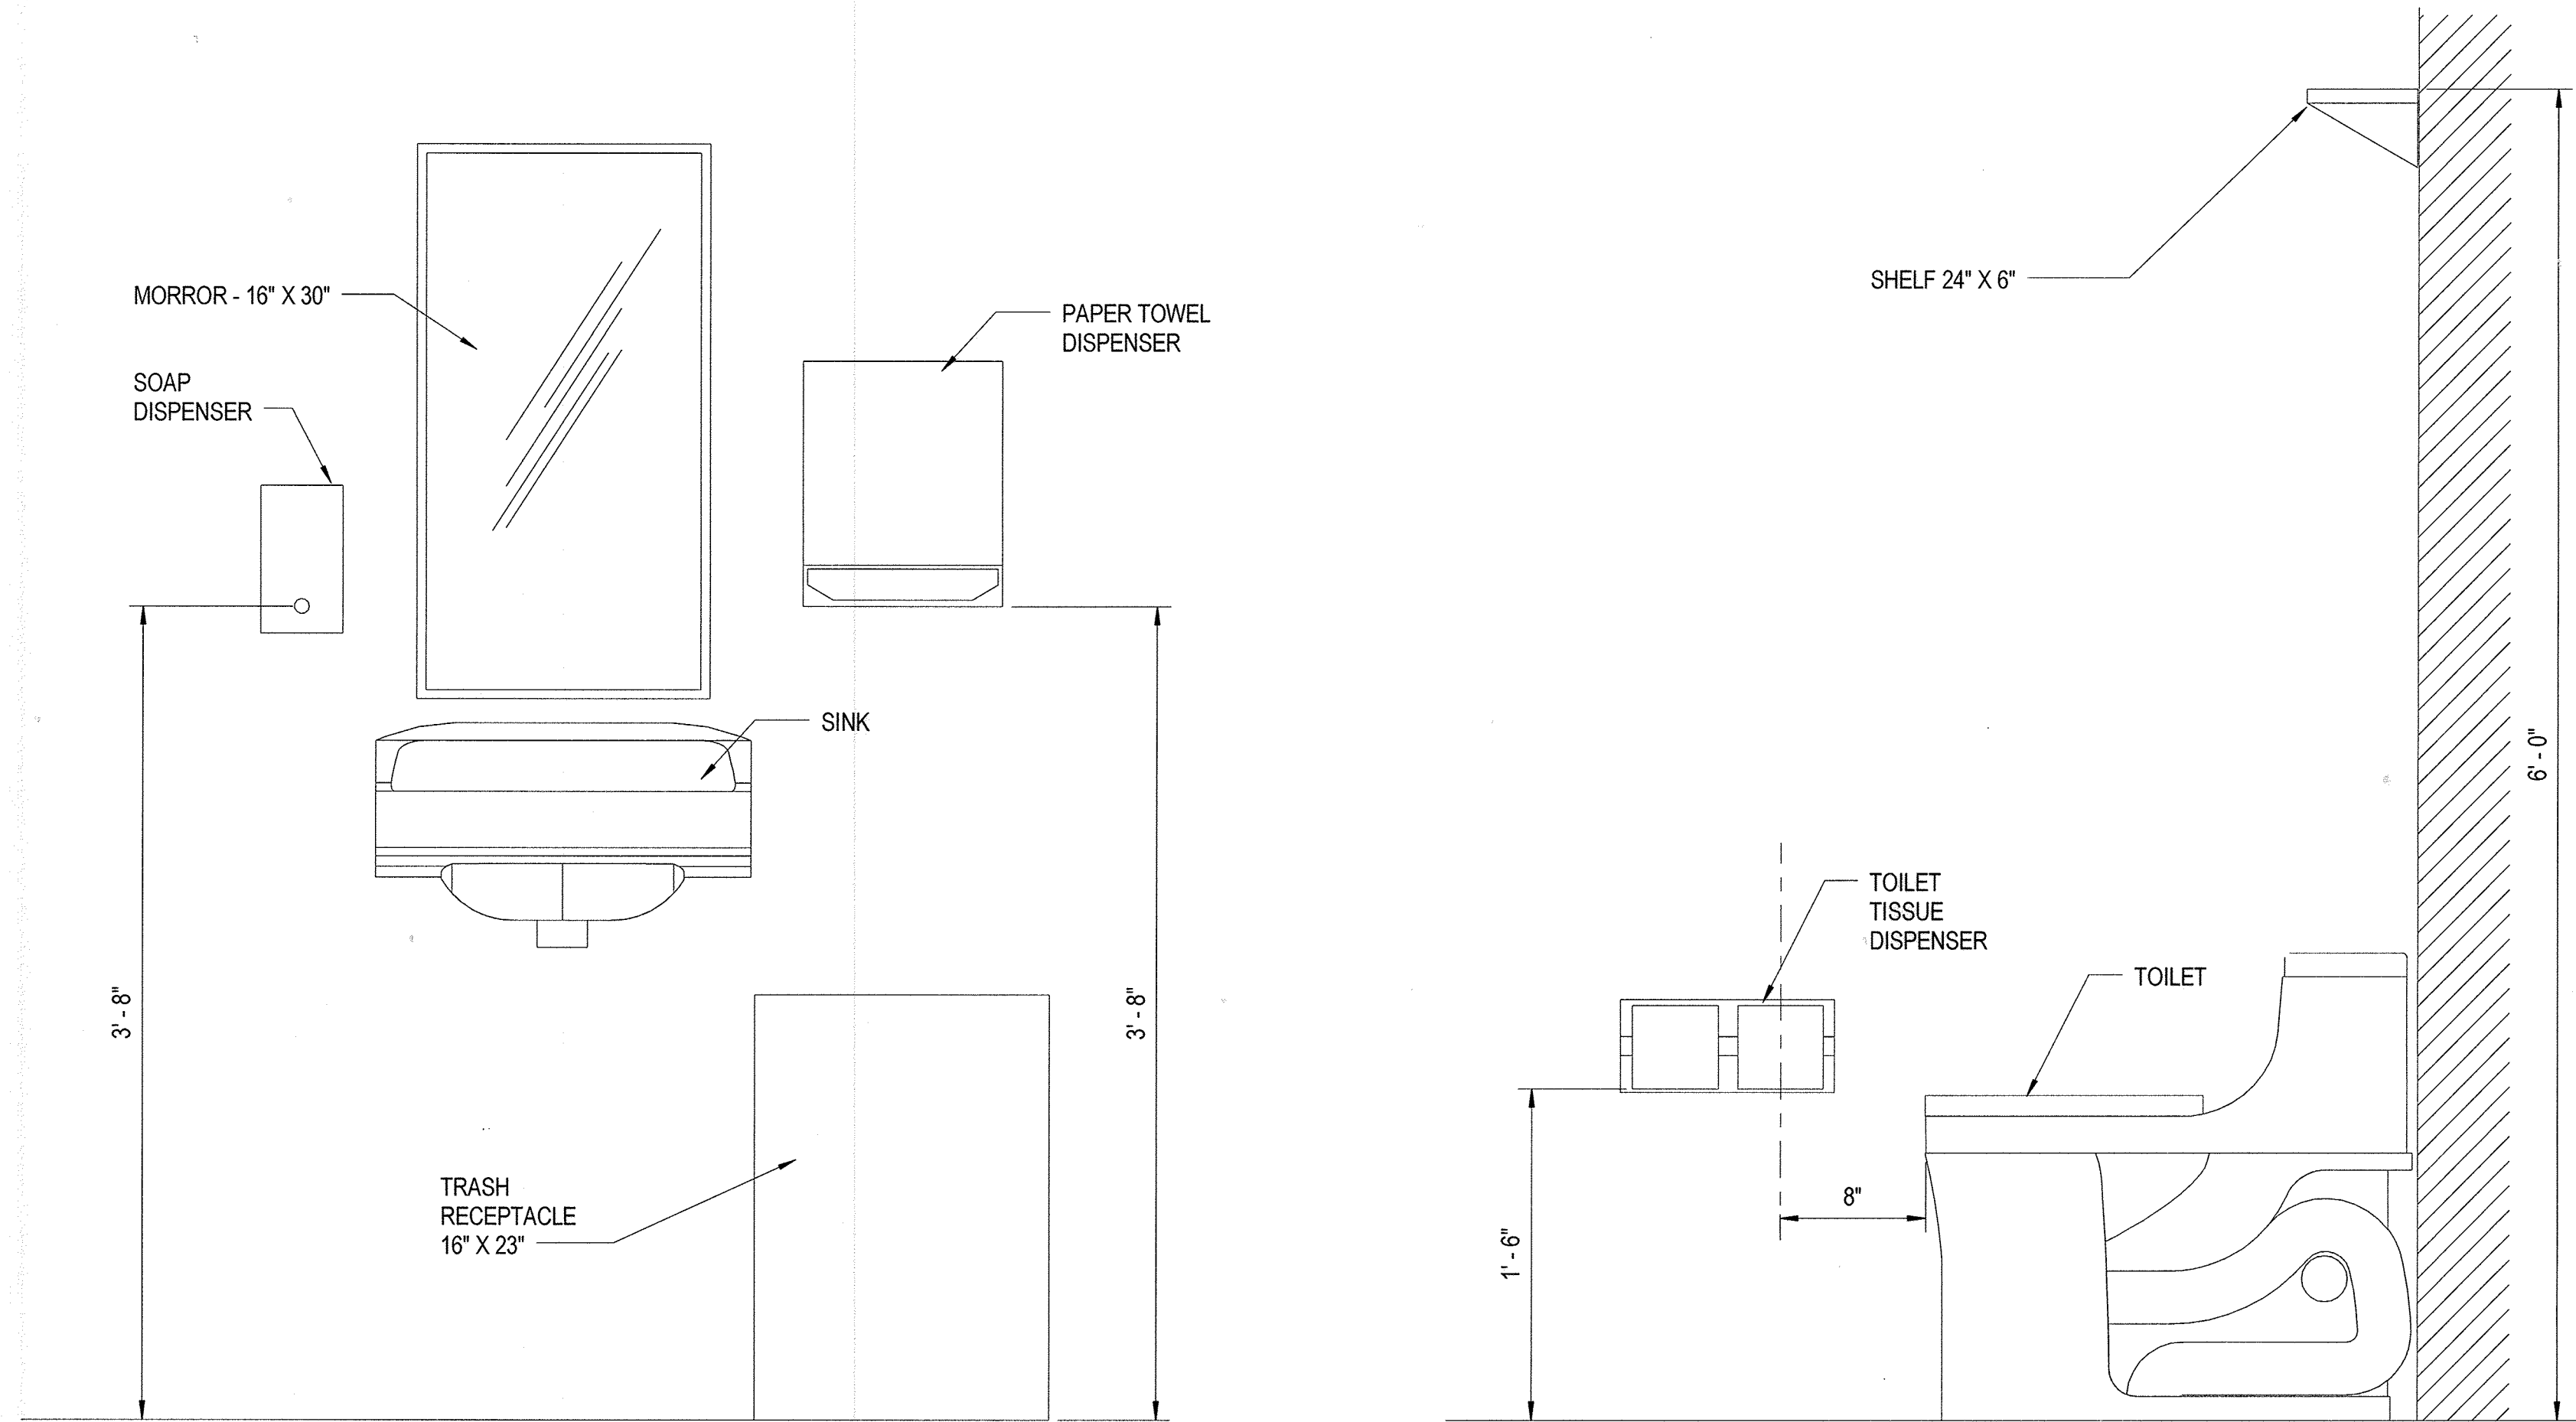 MORROR - 16" X 30"
SOAP
DISPENSER
PAPER TOWEL
DISPENSER
SINK
3' - 8"
3' - 8"
TRASH
RECEPTACLE
16" X 23"
SHELF 24" X 6"
6' - 0"
TOILET
TISSUE
DISPENSER
TOILET
8"
1' - 6"